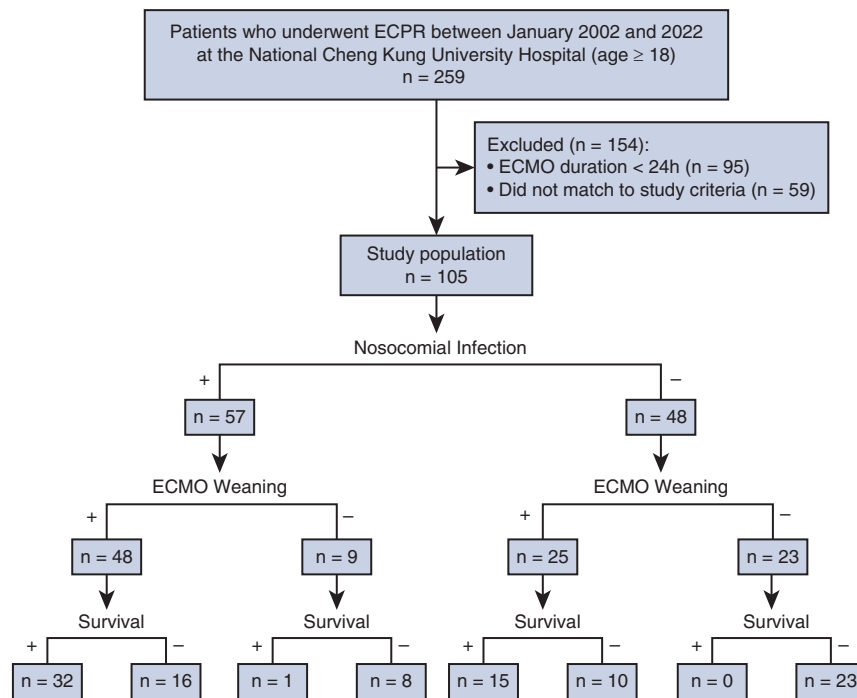 Patients who underwent ECPR between January 2002 and 2022
at the National Cheng Kung University Hospital (age ≥ 18)
n = 259
Excluded (n = 154):
• ECMO duration < 24h (n = 95)
• Did not match to study criteria (n = 59)
Study population
n = 105
Nosocomial Infection
+ −
n = 57 n = 48
ECMO Weaning ECMO Weaning
+ − + −
n = 48 n = 9 n = 25 n = 23
Survival Survival Survival Survival
+ − + − + − + −
n = 32 n = 16 n = 1 n = 8 n = 15 n = 10 n = 0 n = 23